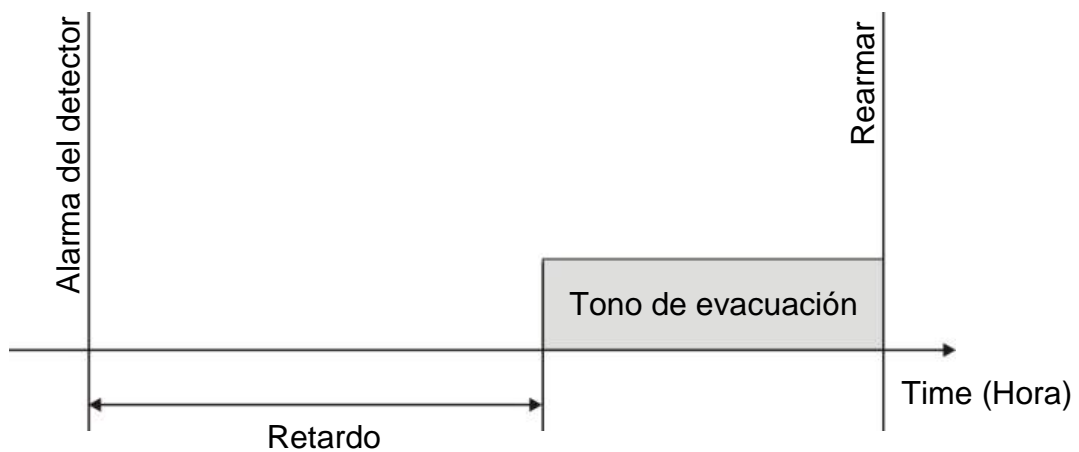 Alarma del detector
Rearmar
Tono de evacuación
Time (Hora)
Retardo